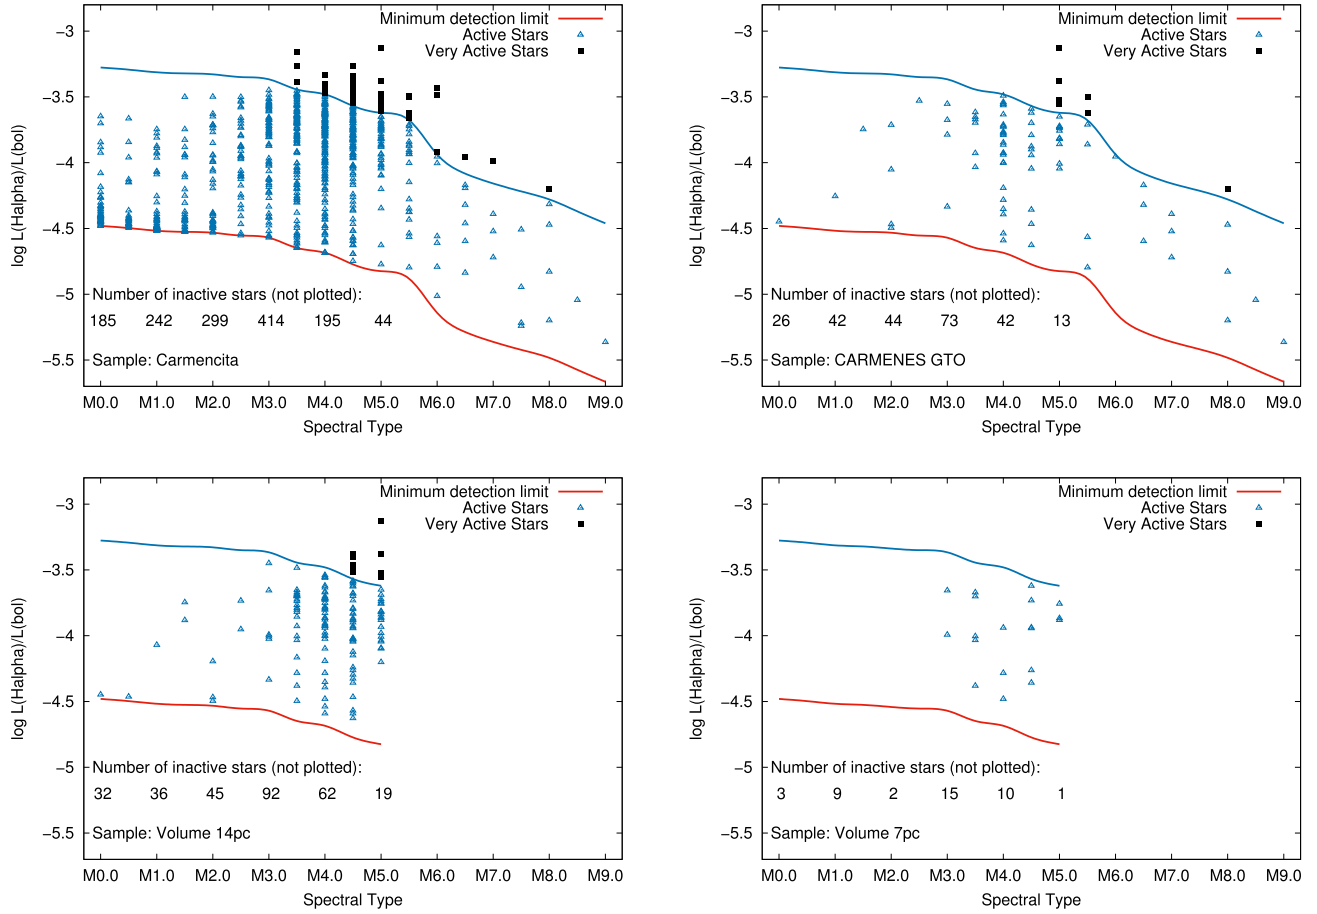 Minimum detection limit
Active Stars
Very Active Stars
−3
−3.5
−4
−4.5
−5
−5.5
log L(Halpha)/L(bol)
Number of inactive stars (not plotted):
185 242 299 414 195 44
Sample: Carmencita
M0.0 M1.0 M2.0 M3.0 M4.0 M5.0 M6.0 M7.0 M8.0 M9.0
Spectral Type
Minimum detection limit
Active Stars
Very Active Stars
−3
−3.5
−4
−4.5
−5
−5.5
log L(Halpha)/L(bol)
Number of inactive stars (not plotted):
26 42 44 73 42 13
Sample: CARMENES GTO
M0.0 M1.0 M2.0 M3.0 M4.0 M5.0 M6.0 M7.0 M8.0 M9.0
Spectral Type
Minimum detection limit
Active Stars
Very Active Stars
−3
−3.5
−4
−4.5
−5
−5.5
log L(Halpha)/L(bol)
Number of inactive stars (not plotted):
32 36 45 92 62 19
Sample: Volume 14pc
M0.0 M1.0 M2.0 M3.0 M4.0 M5.0 M6.0 M7.0 M8.0 M9.0
Spectral Type
Minimum detection limit
Active Stars
Very Active Stars
−3
−3.5
−4
−4.5
−5
−5.5
log L(Halpha)/L(bol)
Number of inactive stars (not plotted):
3 9 2 15 10 1
Sample: Volume 7pc
M0.0 M1.0 M2.0 M3.0 M4.0 M5.0 M6.0 M7.0 M8.0 M9.0
Spectral Type